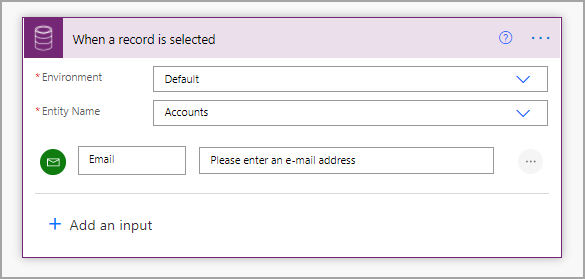 When a record is selected
* Environment
Default
* Entity Name
Accounts
Email
Please enter an e-mail address
+ Add an input